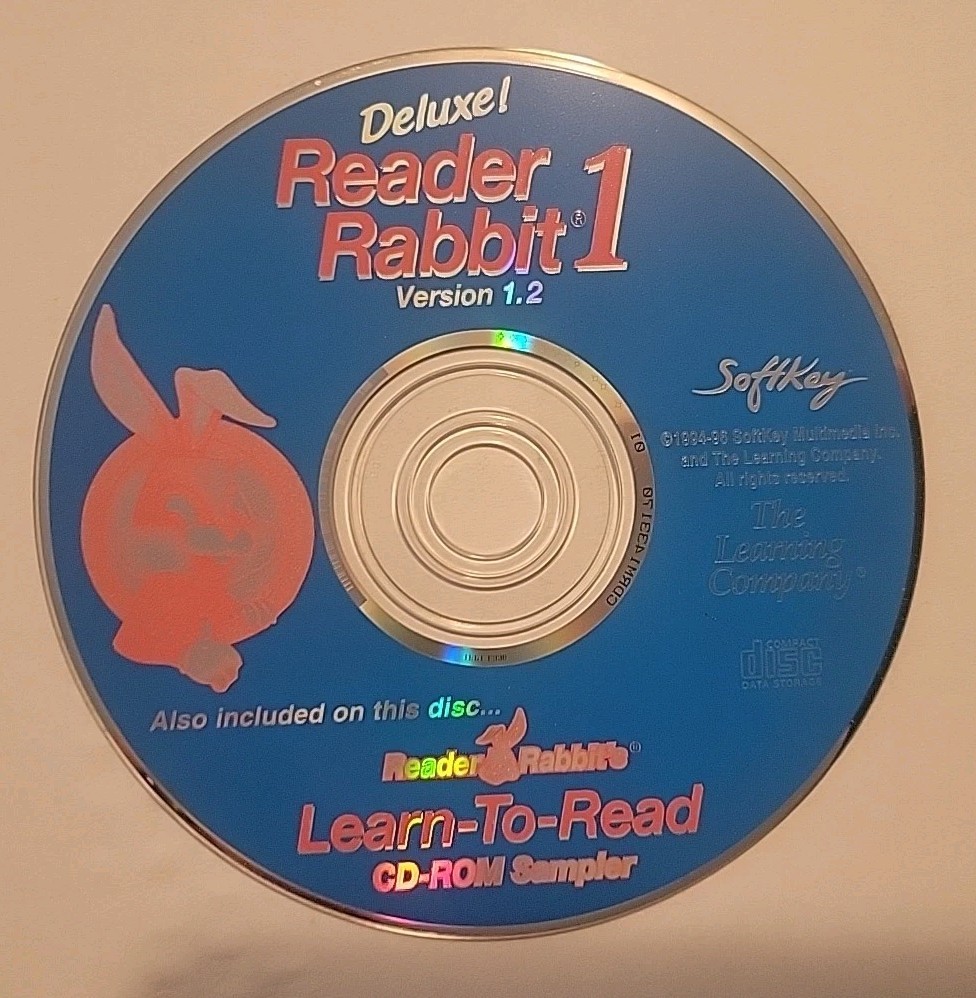 Deluxe!
Reader
Rabbit® 1
Version 1.2
SoftKey
©1994-96 SoftKey Multimedia Inc.
and The Learning Company.
All rights reserved.
The
Learning
Company®
COMPACT
disc
DATA STORAGE
Also included on this disc...
Reader Rabbit's®
Learn-To-Read
CD-ROM Sampler